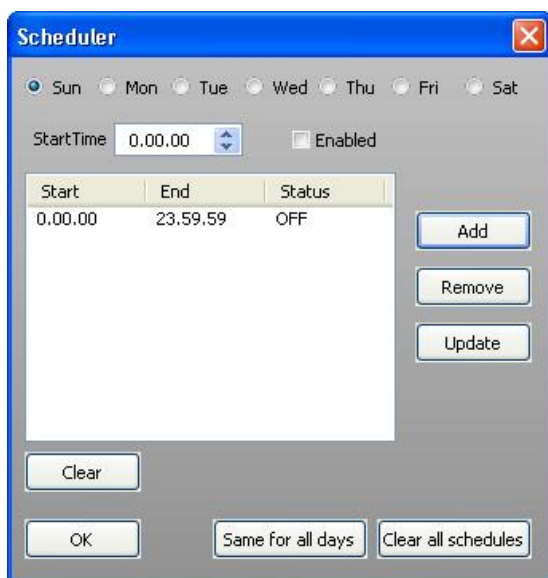 Scheduler
Sun Mon Tue Wed Thu Fri Sat
StartTime 0.00.00 Enabled
Start End Status
0.00.00 23.59.59 OFF
Add
Remove
Update
Clear
OK Same for all days Clear all schedules